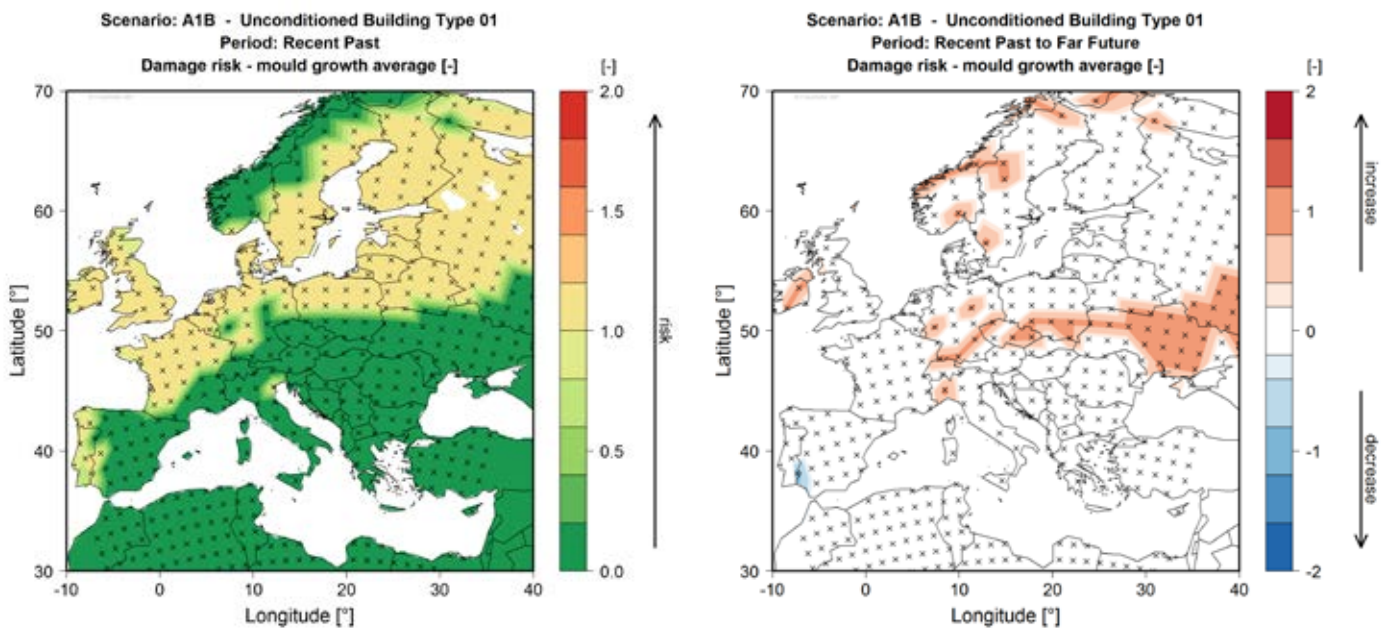 Scenario: A1B - Unconditioned Building Type 01
Period: Recent Past
Damage risk - mould growth average [-]
[-]
70
60
50
40
30
Latitude [°]
-10
0
10
20
30
40
Longitude [°]
2.0
1.5
1.0
0.5
0.0
risk
Scenario: A1B - Unconditioned Building Type 01
Period: Recent Past to Far Future
Damage risk - mould growth average [-]
[-]
70
60
50
40
30
Latitude [°]
-10
0
10
20
30
40
Longitude [°]
2
1
0
-1
-2
increase
decrease